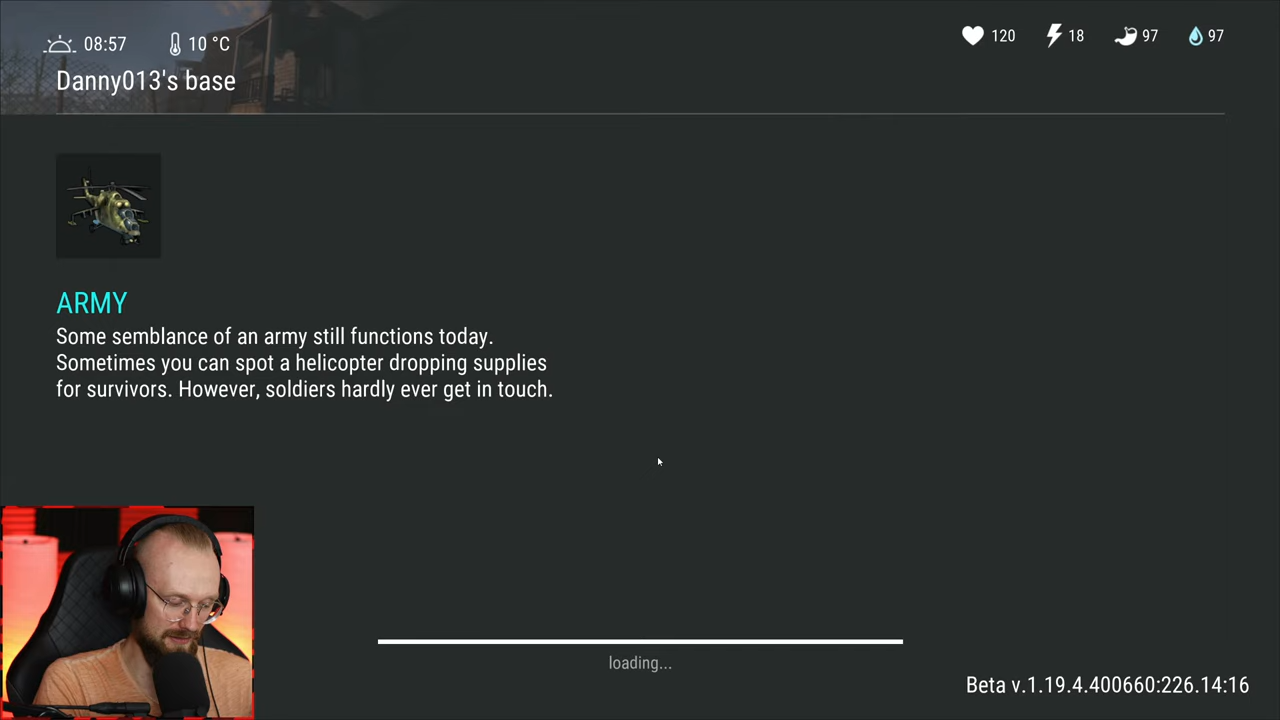 08:57
10 °C
120
18
97
97
Danny013's base
ARMY
Some semblance of an army still functions today.
Sometimes you can spot a helicopter dropping supplies
for survivors. However, soldiers hardly ever get in touch.
loading...
Beta v.1.19.4.400660:226.14:16